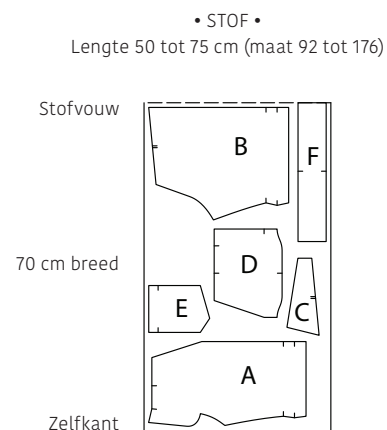 • STOF •
Lengte 50 tot 75 cm (maat 92 tot 176)
Stofvouw
B
F
70 cm breed
D
E
C
A
Zelfkant